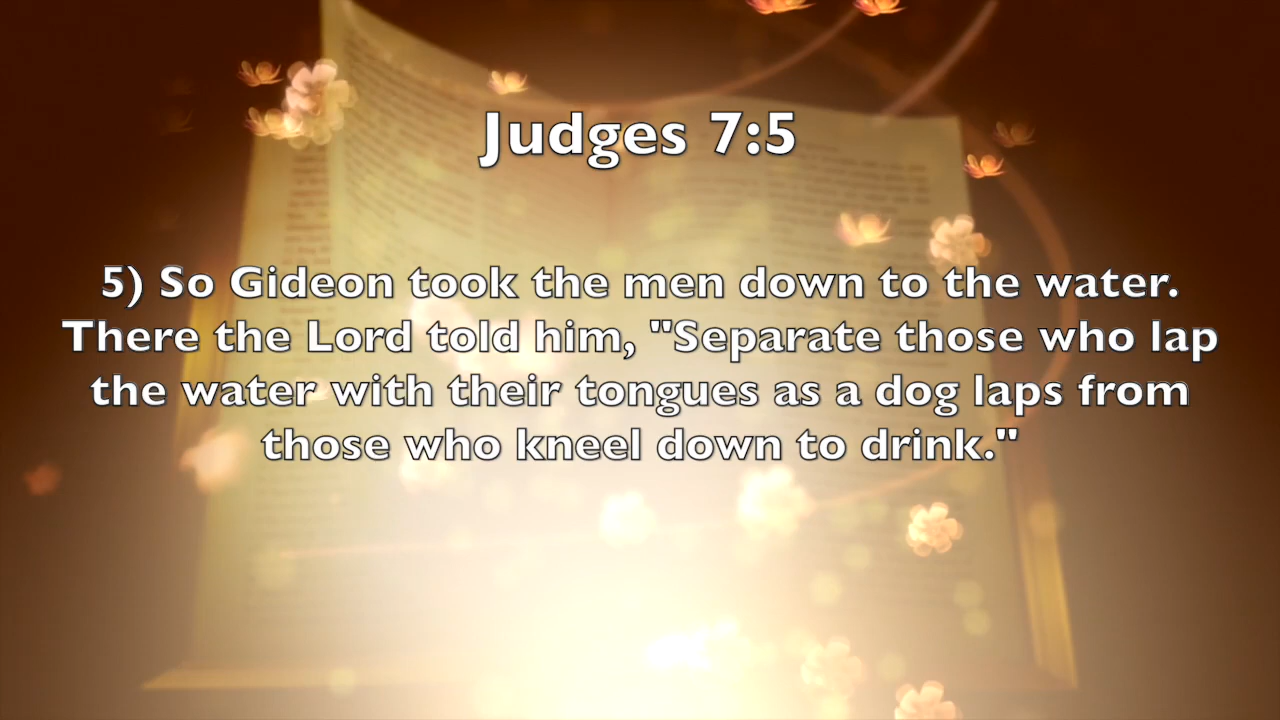 Judges 7:5
5) So Gideon took the men down to the water.
There the Lord told him, "Separate those who lap
the water with their tongues as a dog laps from
those who kneel down to drink."